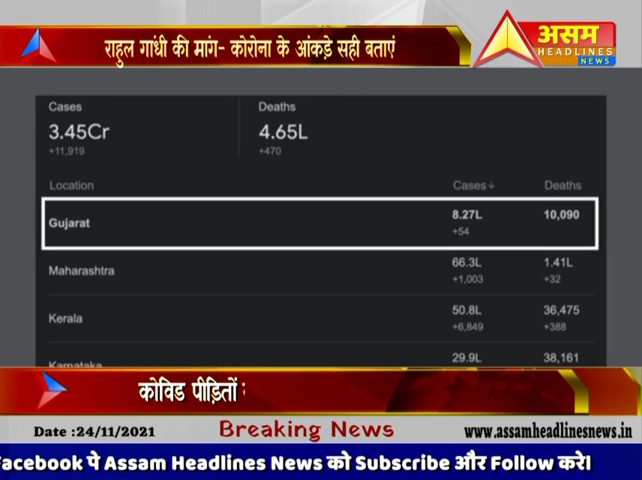 राहुल गांधी की मांग- कोरोना के आंकड़े सही बताएं
असम
HEADLINES
NEWS
Cases Deaths
3.45Cr 4.65L
+11,919 +470
Location Cases↓ Deaths
Gujarat 8.27L 10,090
+54
Maharashtra 66.3L 1.41L
+1,003 +32
Kerala 50.8L 36,475
+6,849 +388
Karnataka 29.9L 38,161
कोविड पीड़ितों
Date :24/11/2021 Breaking News www.assamheadlinesnews.in
Facebook पे Assam Headlines News को Subscribe और Follow करें